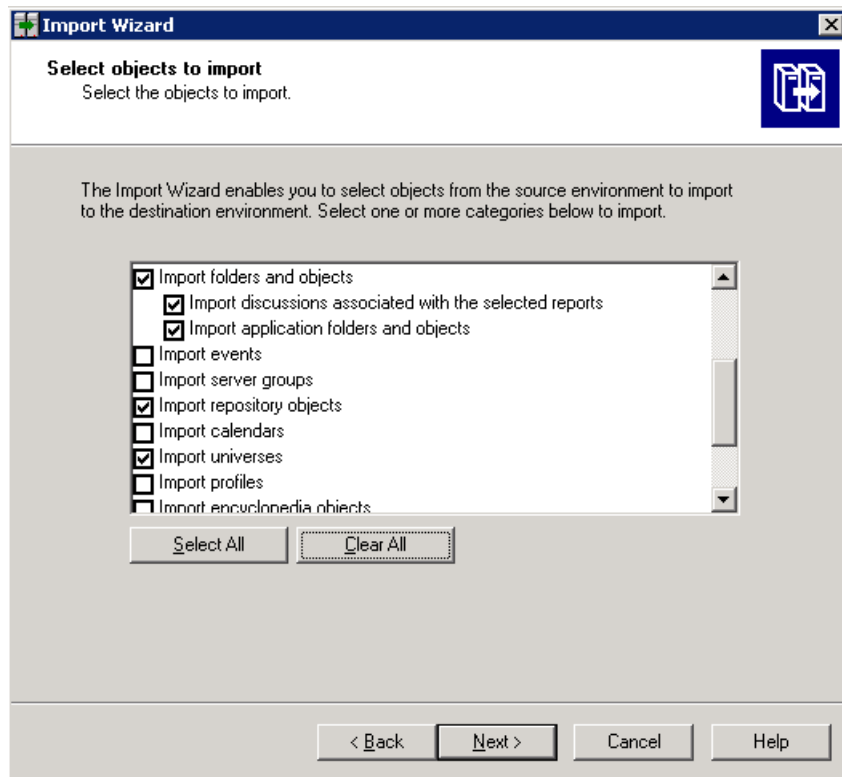 Import Wizard
Select objects to import
Select the objects to import.
The Import Wizard enables you to select objects from the source environment to import
to the destination environment. Select one or more categories below to import.
Import folders and objects
Import discussions associated with the selected reports
Import application folders and objects
Import events
Import server groups
Import repository objects
Import calendars
Import universes
Import profiles
Import encyclopedia objects
Select All
Clear All
< Back
Next >
Cancel
Help